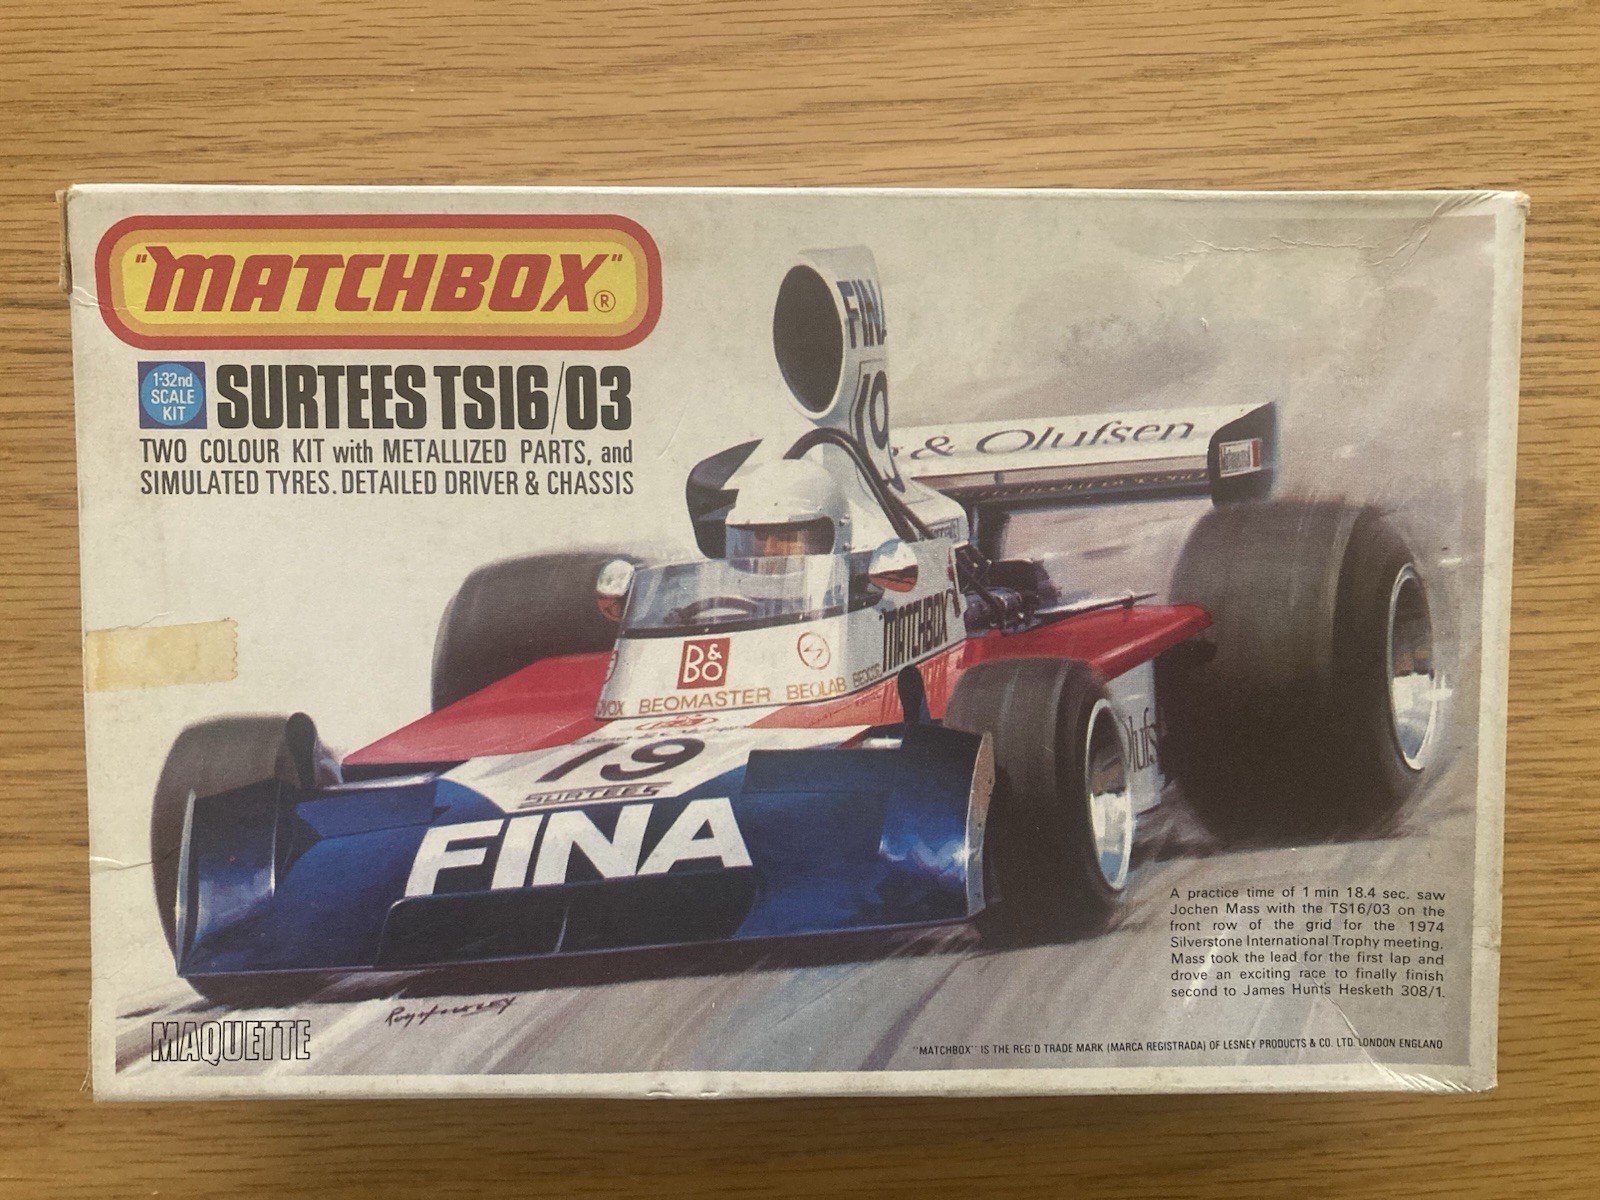 "MATCHBOX"®
1-32nd
SCALE
KIT
SURTEES TS16/03
TWO COLOUR KIT with METALLIZED PARTS, and
SIMULATED TYRES. DETAILED DRIVER & CHASSIS
FINA
19
& Olufsen
"MATCHBOX"
B&O
VOX BEOMASTER BEOLAB
19
SURTEES
FINA
A practice time of 1 min 18.4 sec. saw
Jochen Mass with the TS16/03 on the
front row of the grid for the 1974
Silverstone International Trophy meeting.
Mass took the lead for the first lap and
drove an exciting race to finally finish
second to James Hunts Hesketh 308/1.
MAQUETTE
"MATCHBOX" IS THE REG'D TRADE MARK (MARCA REGISTRADA) OF LESNEY PRODUCTS & CO. LTD. LONDON ENGLAND